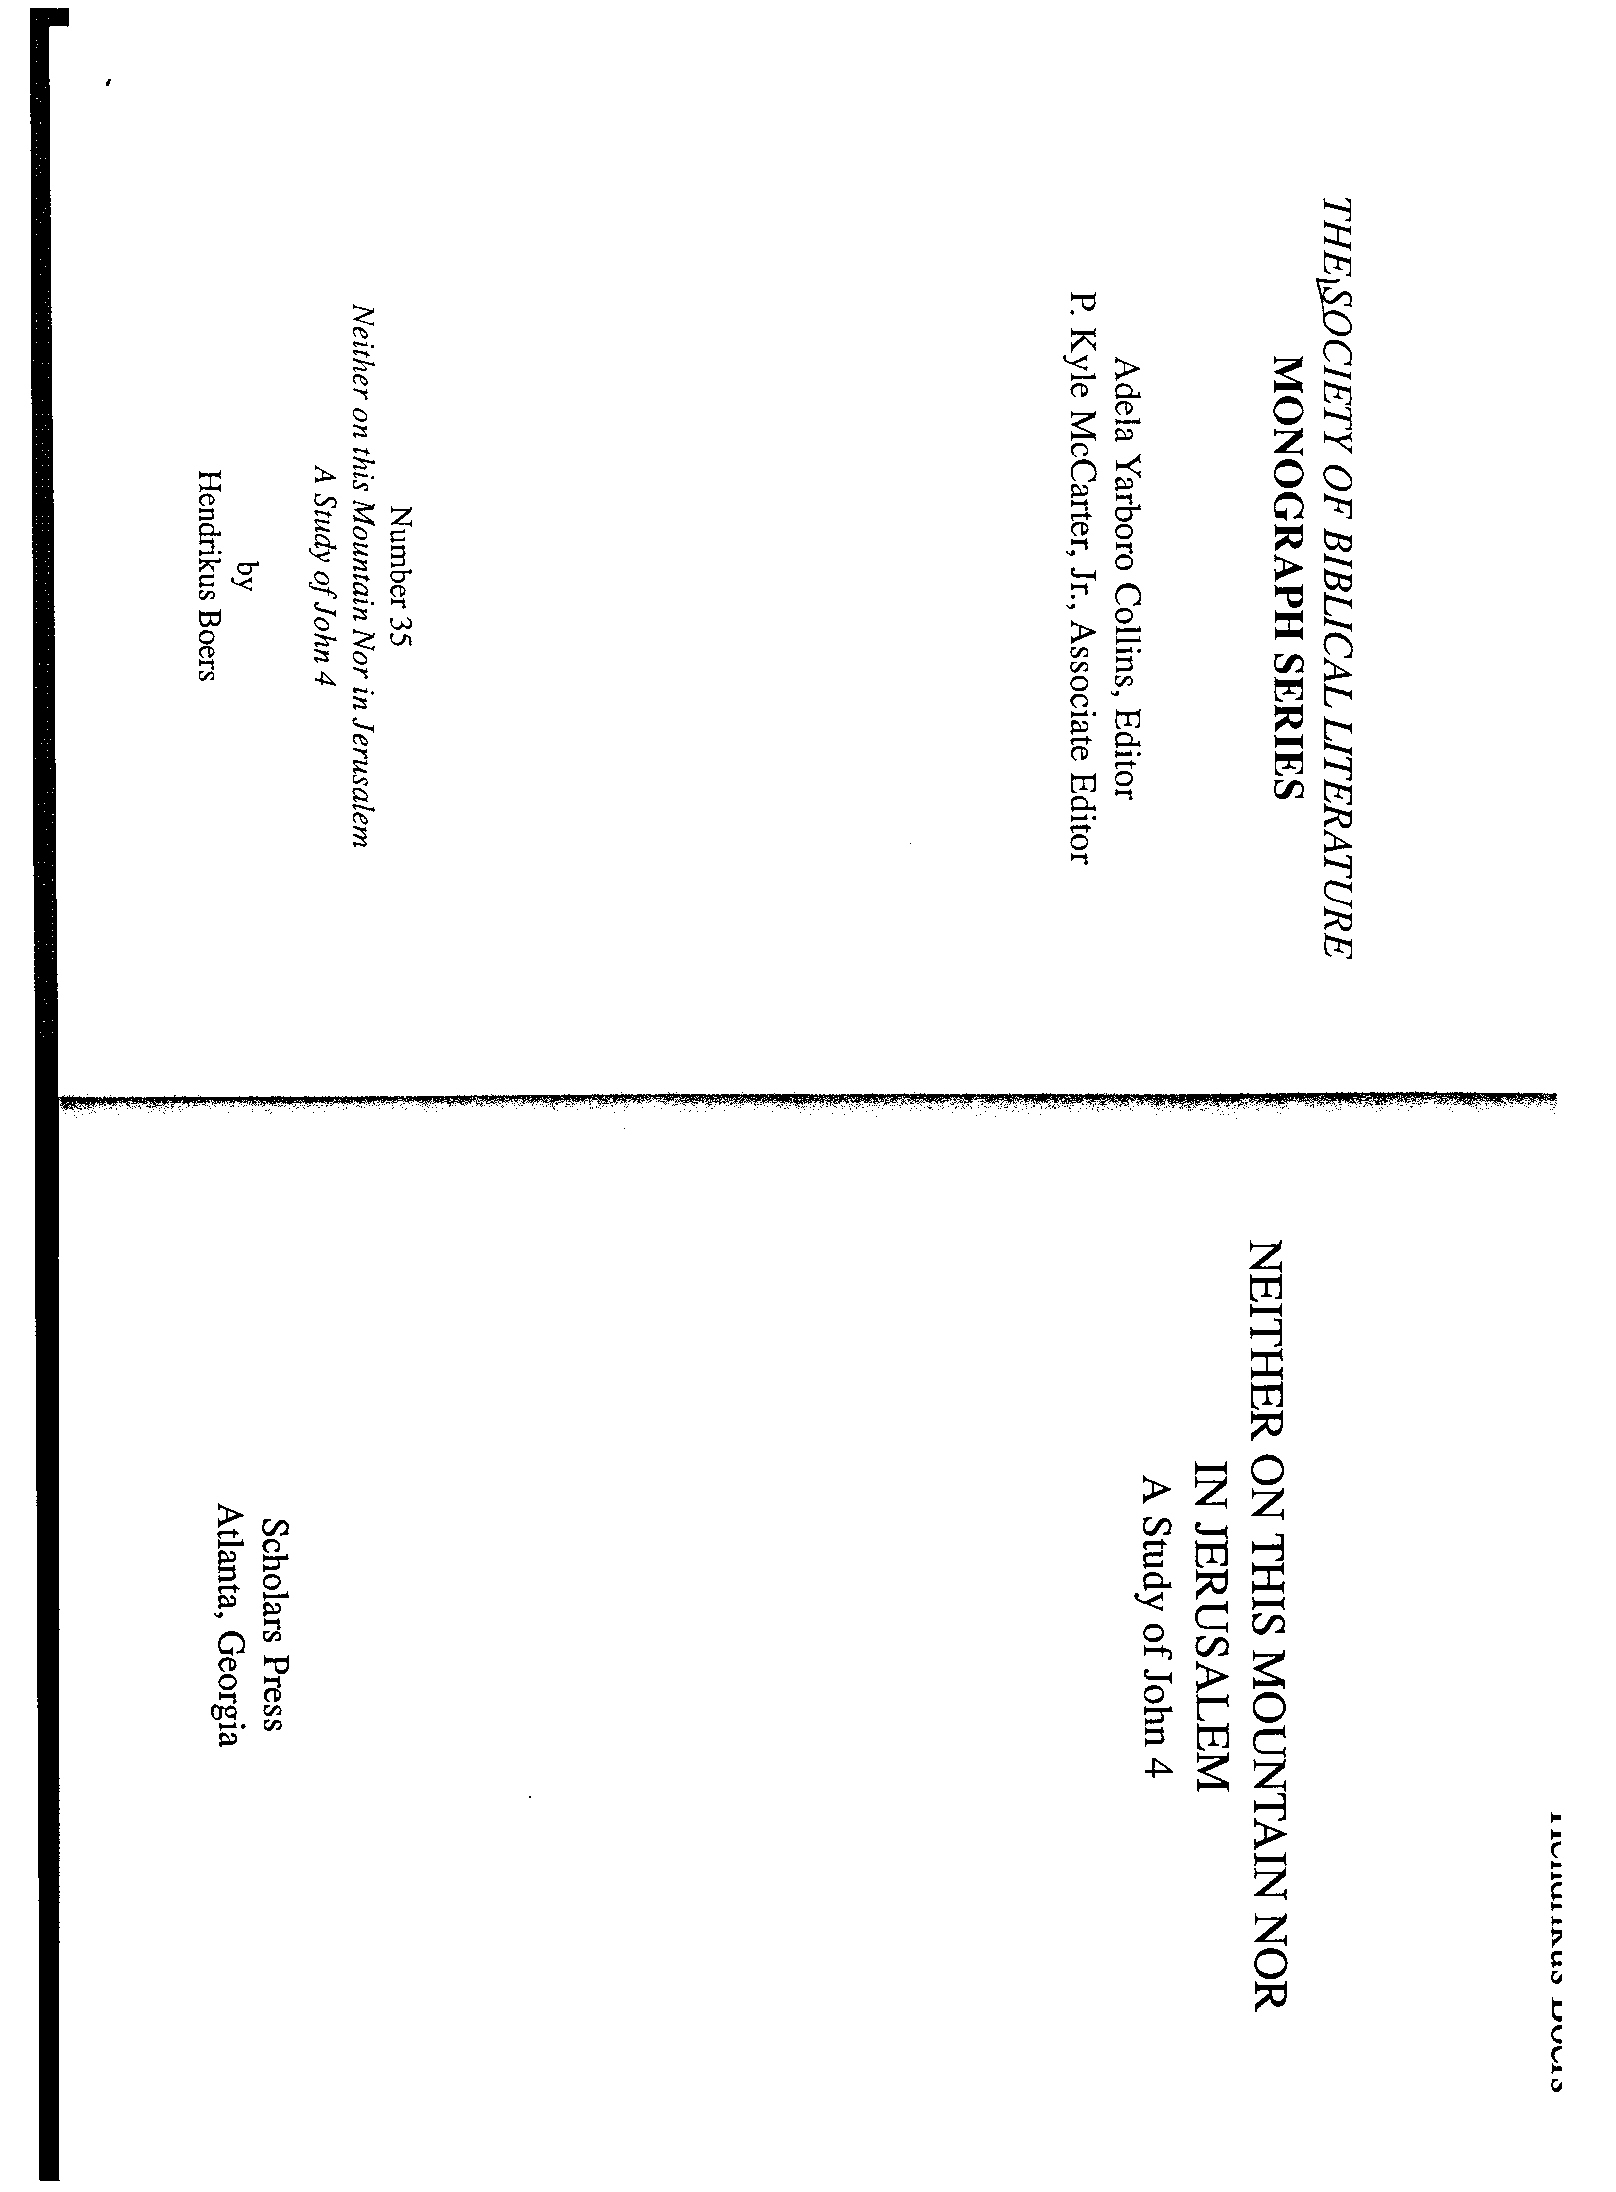 THE SOCIETY OF BIBLICAL LITERATURE
MONOGRAPH SERIES
Adela Yarboro Collins, Editor
P. Kyle McCarter, Jr., Associate Editor
Number 35
Neither on this Mountain Nor in Jerusalem
A Study of John 4
by
Hendrikus Boers
Hendrikus Boers
NEITHER ON THIS MOUNTAIN NOR
IN JERUSALEM
A Study of John 4
Scholars Press
Atlanta, Georgia